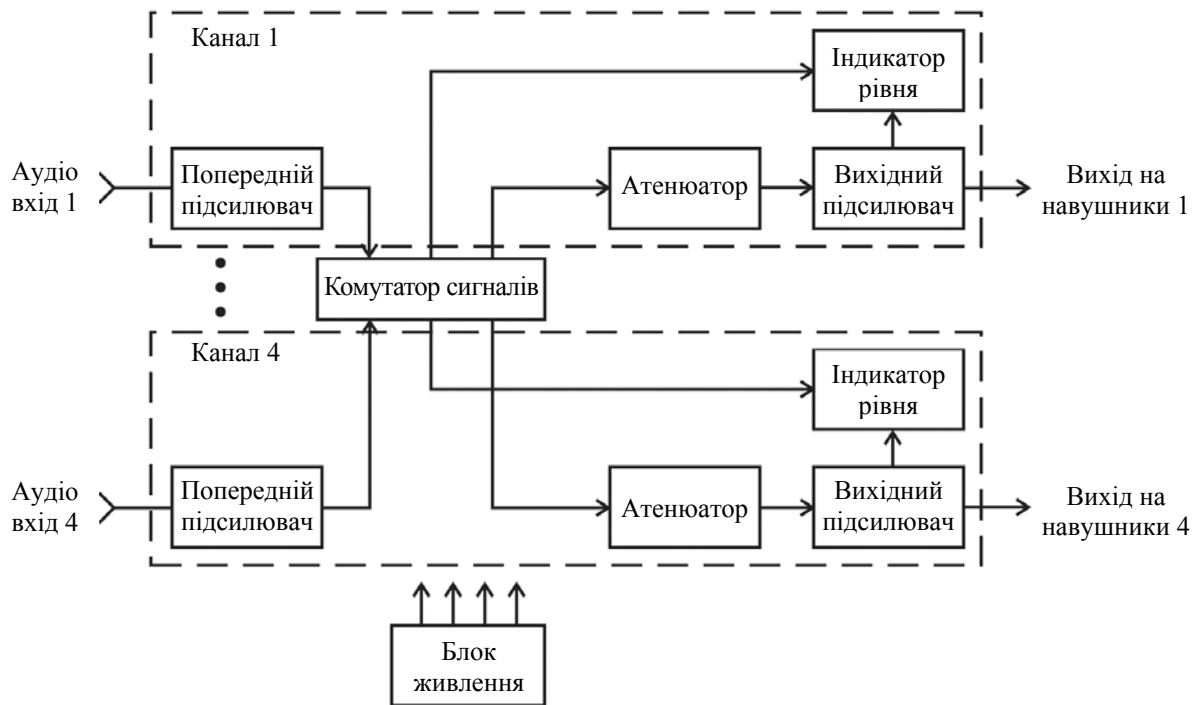 Канал 1
Індикатор
рівня
Аудіо
вхід 1
Попередній
підсилювач
Атенюатор
Вихідний
підсилювач
Вихід на
навушники 1
Комутатор сигналів
Канал 4
Індикатор
рівня
Аудіо
вхід 4
Попередній
підсилювач
Атенюатор
Вихідний
підсилювач
Вихід на
навушники 4
Блок
живлення